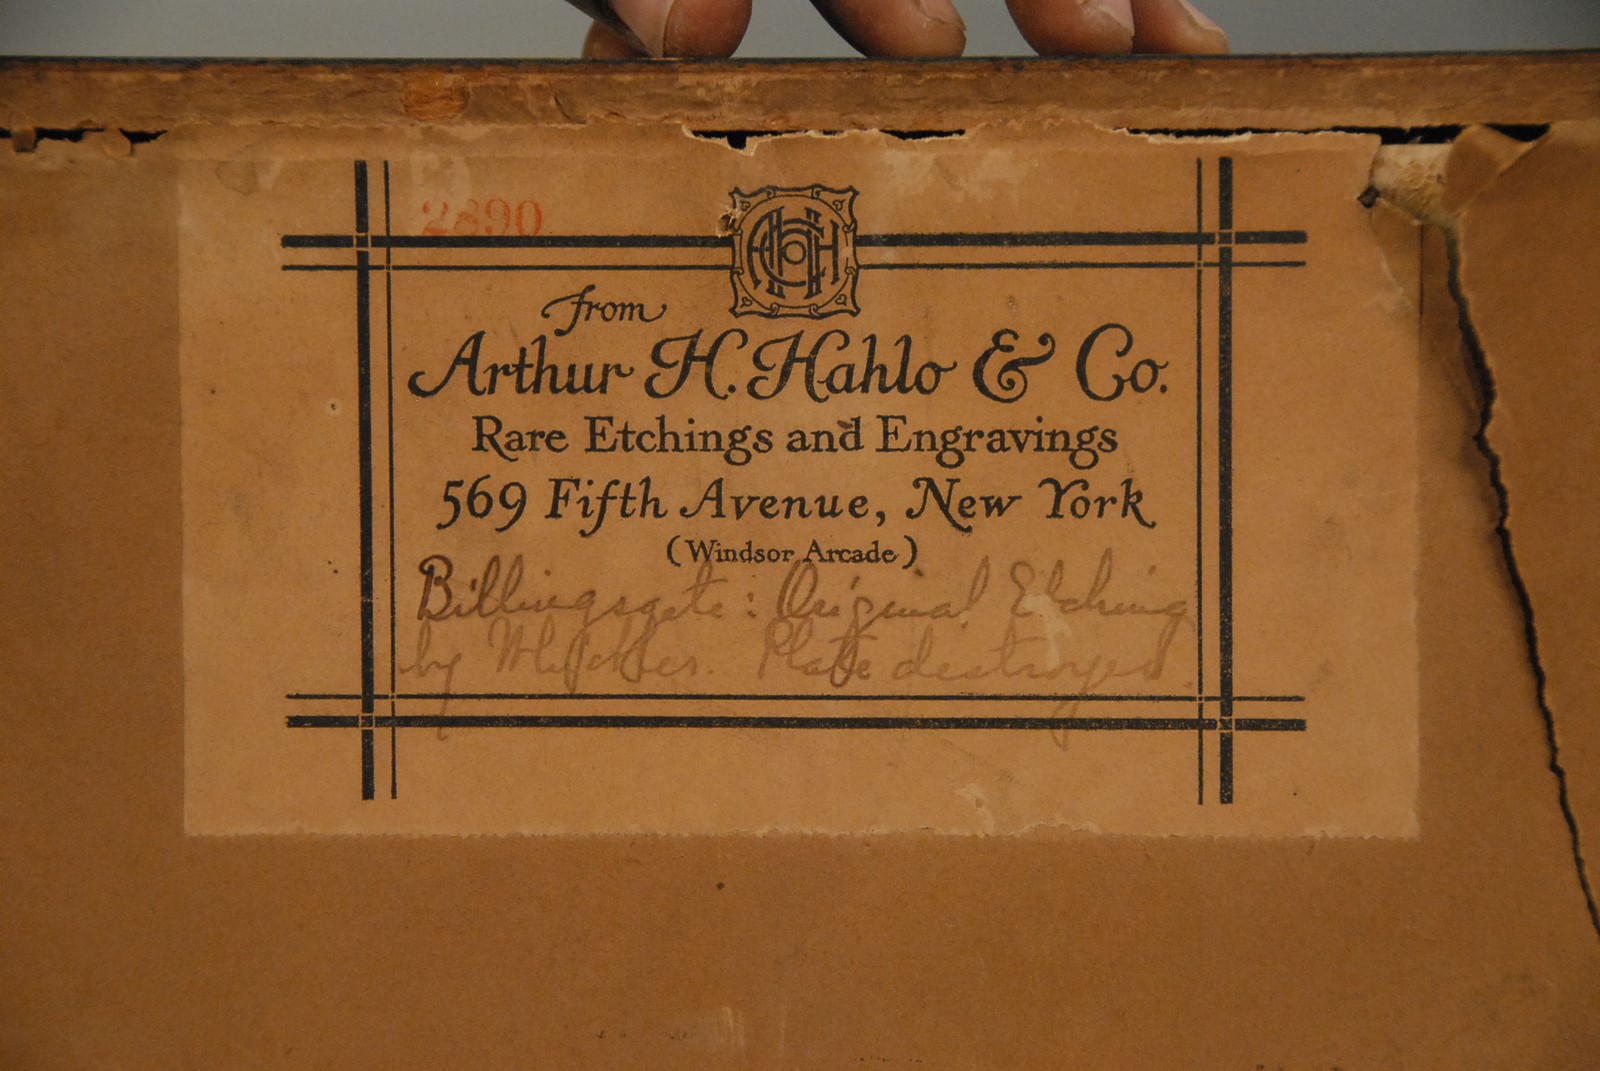 2890
AHHCo
from
Arthur H. Hahlo & Co.
Rare Etchings and Engravings
569 Fifth Avenue, New York
(Windsor Arcade)
Billingsgate: Original Etching
by Whistler. Plate destroyed.